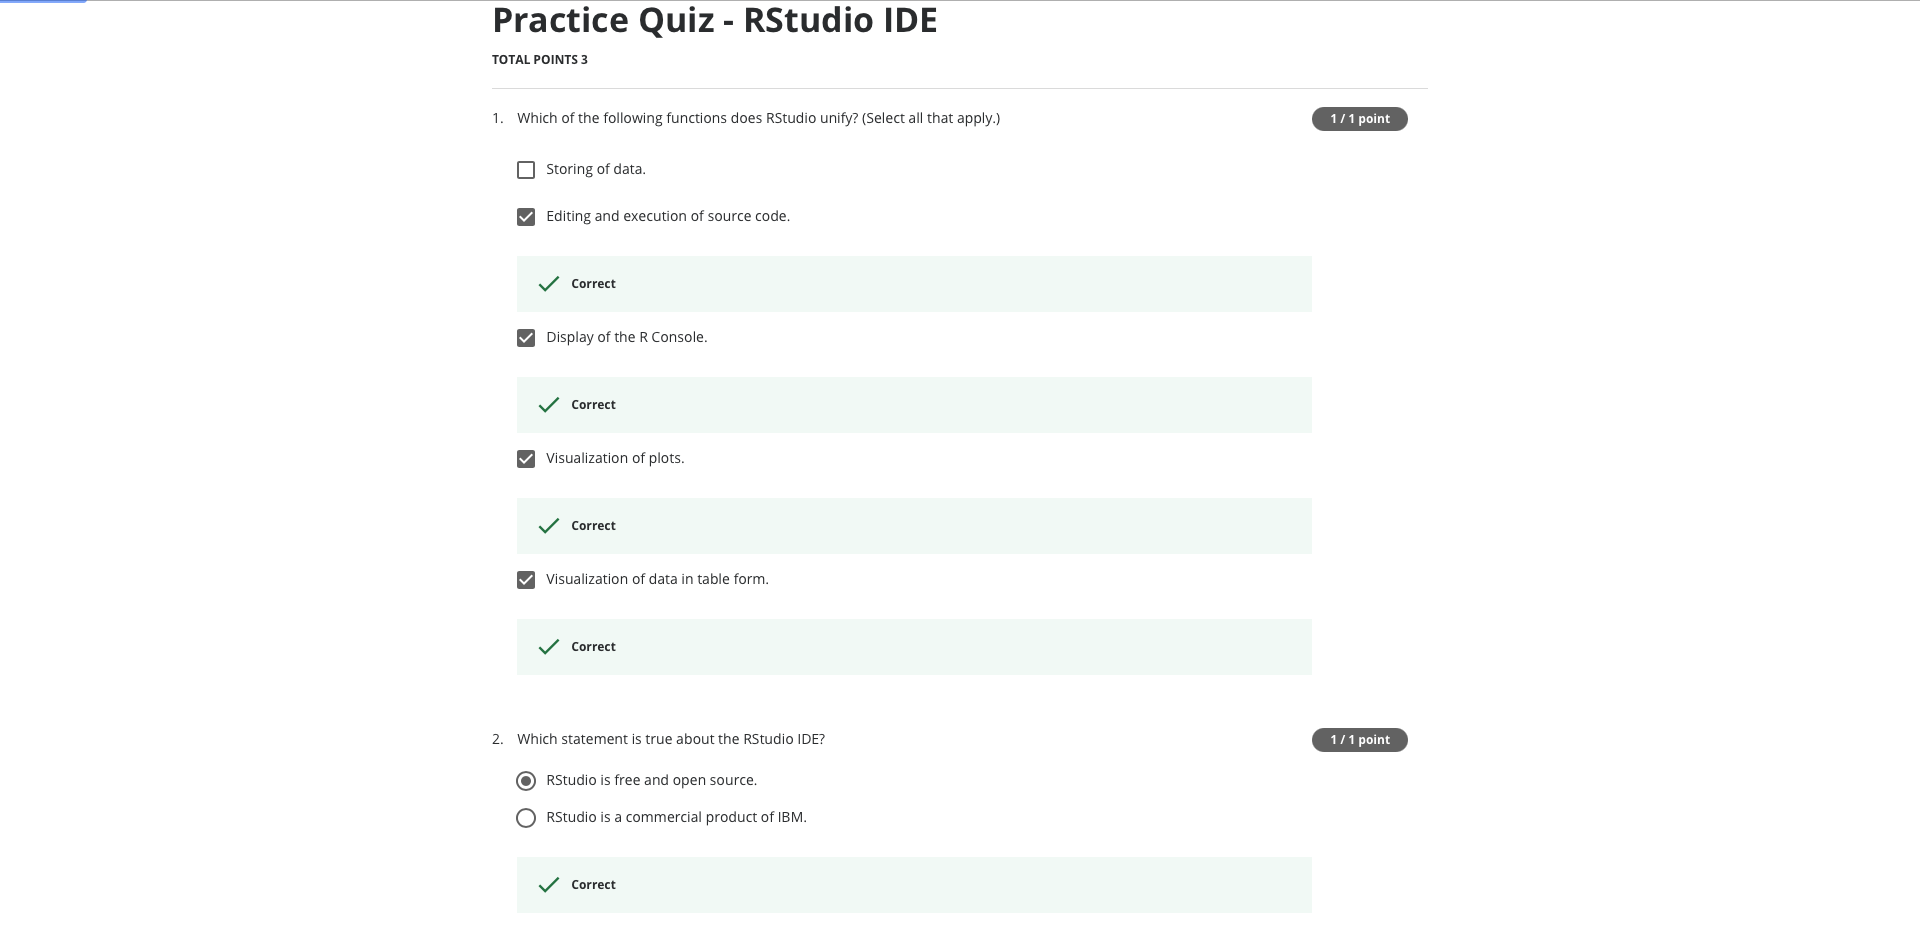 Practice Quiz - RStudio IDE
TOTAL POINTS 3
1. Which of the following functions does RStudio unify? (Select all that apply.)
1 / 1 point
Storing of data.
Editing and execution of source code.
Correct
Display of the R Console.
Correct
Visualization of plots.
Correct
Visualization of data in table form.
Correct
2. Which statement is true about the RStudio IDE?
1 / 1 point
RStudio is free and open source.
RStudio is a commercial product of IBM.
Correct